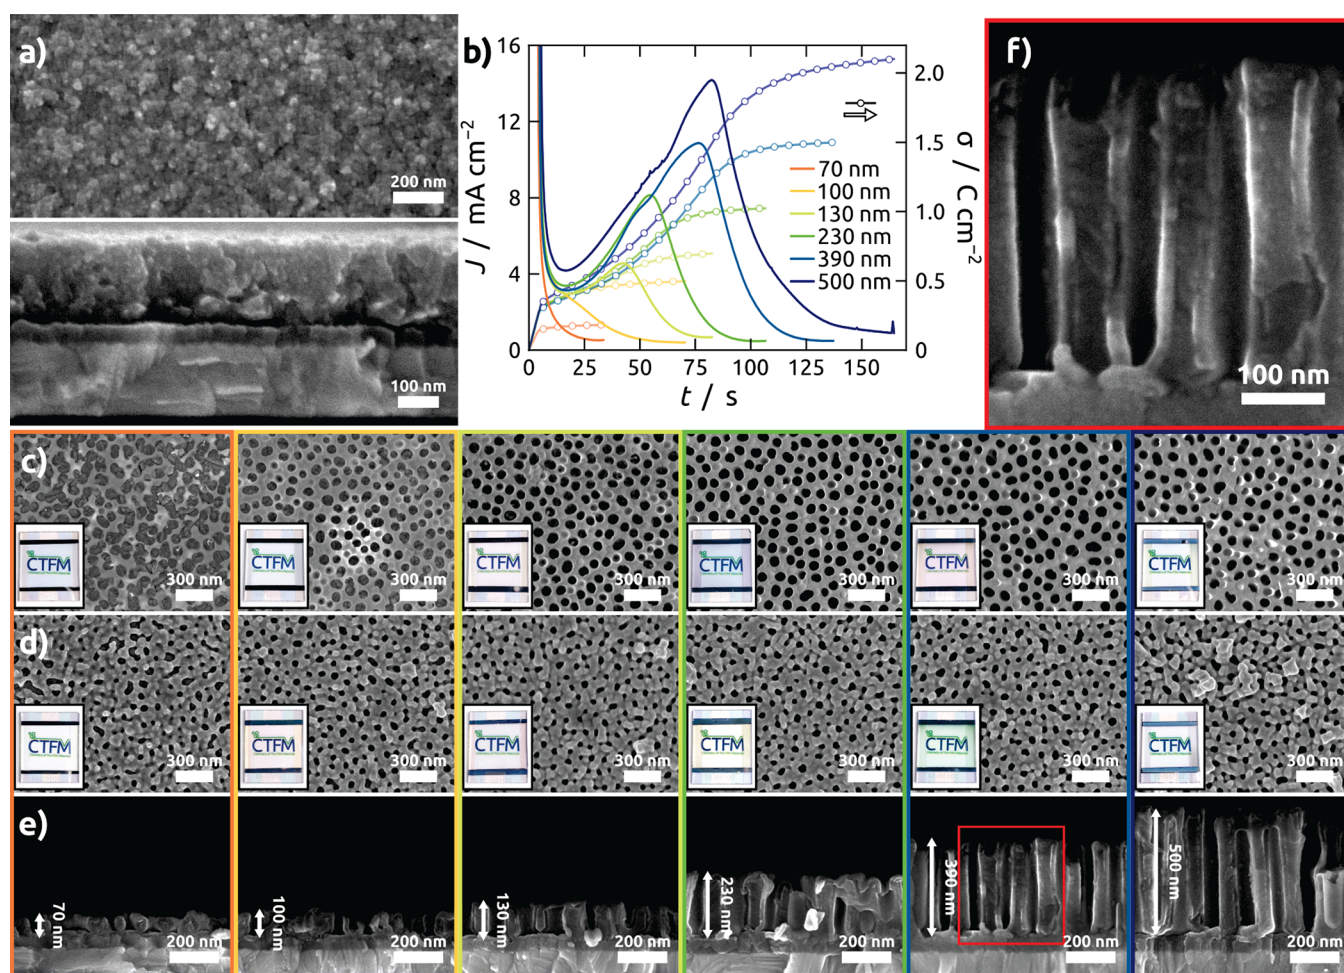 a)
200 nm
100 nm
b)
16
12
8
4
0
J / mA cm⁻²
0 25 50 75 100 125 150
t / s
2.0
1.5
1.0
0.5
0
σ / C cm⁻²
70 nm
100 nm
130 nm
230 nm
390 nm
500 nm
f)
100 nm
c)
CTFM CTFM CTFM CTFM CTFM CTFM
300 nm 300 nm 300 nm 300 nm 300 nm 300 nm
d)
CTFM CTFM CTFM CTFM CTFM CTFM
300 nm 300 nm 300 nm 300 nm 300 nm 300 nm
e)
70 nm 100 nm 130 nm 230 nm 390 nm 500 nm
200 nm 200 nm 200 nm 200 nm 200 nm 200 nm